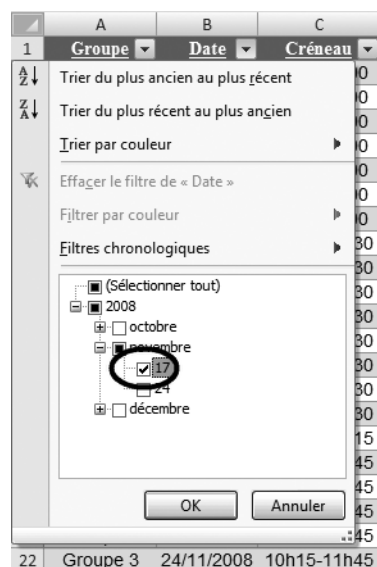 A B C
1 Groupe Date Créneau
Trier du plus ancien au plus récent
Trier du plus récent au plus ancien
Trier par couleur
Effacer le filtre de « Date »
Filtrer par couleur
Filtres chronologiques
(Sélectionner tout)
2008
octobre
novembre
17
24
décembre
OK Annuler
22 Groupe 3 24/11/2008 10h15-11h45